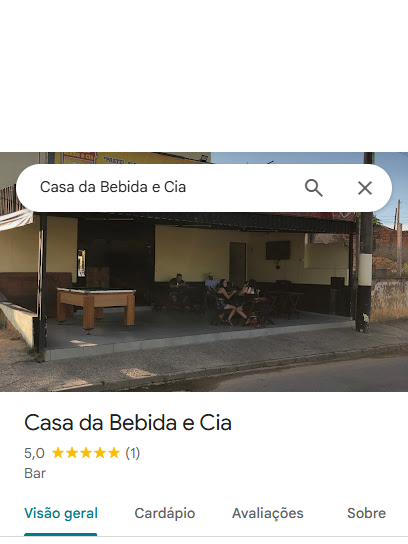 Casa da Bebida e Cia
Casa da Bebida e Cia
5,0 ★★★★★ (1)
Bar
Visão geral Cardápio Avaliações Sobre